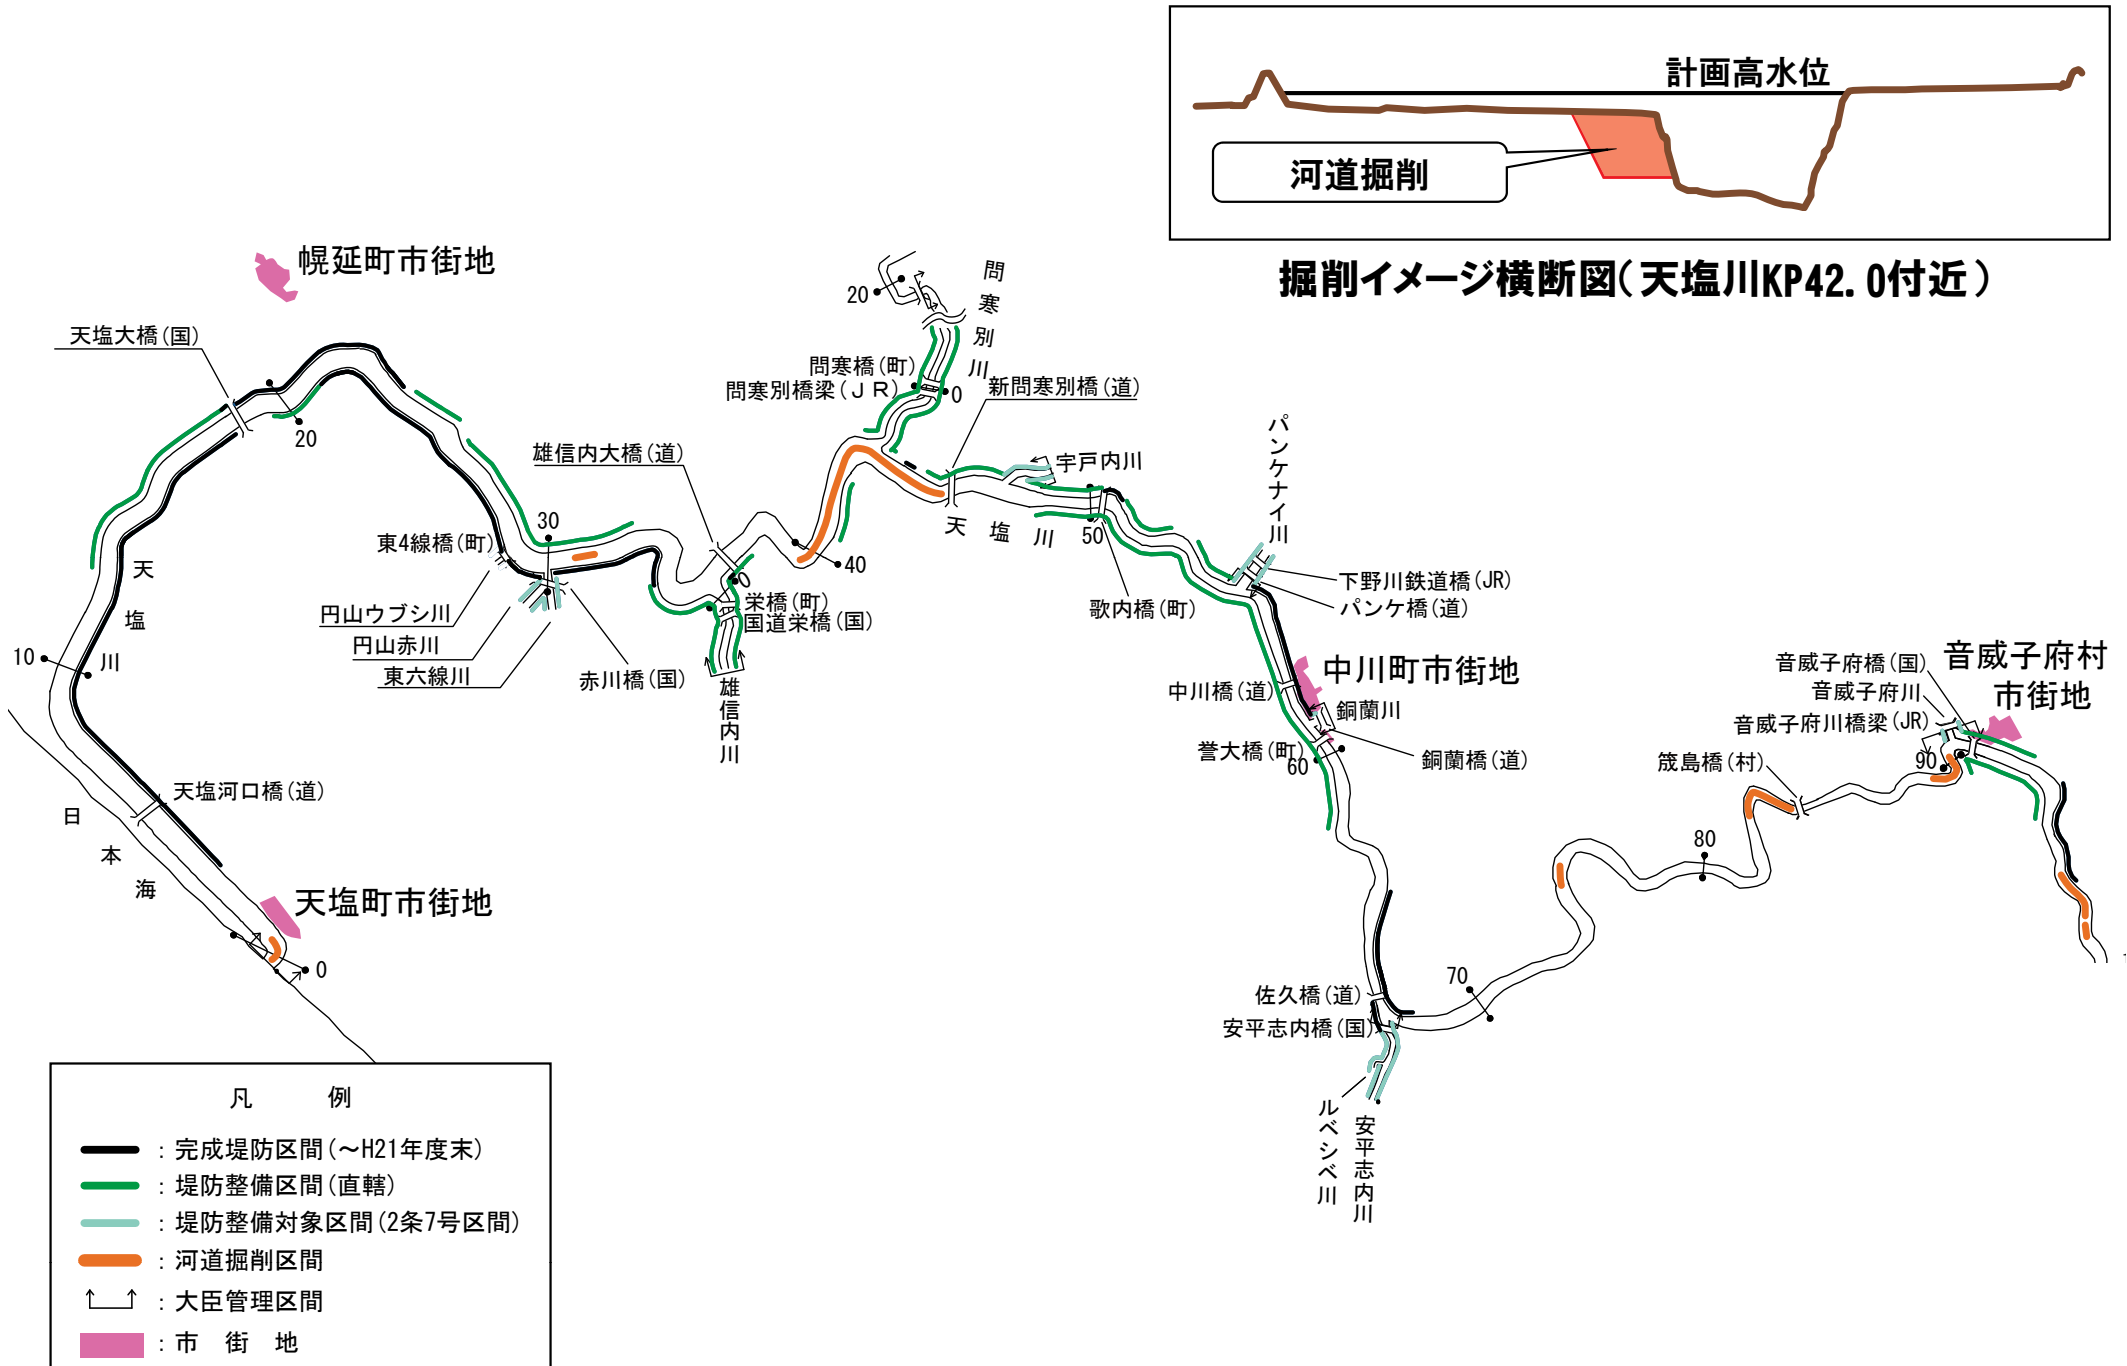 計画高水位
河道掘削
掘削イメージ横断図(天塩川KP42.0付近)
幌延町市街地
天塩大橋(国)
20
20
問寒別川
問寒橋(町)
問寒別橋梁(JR)
0
新問寒別橋(道)
雄信内大橋(道)
宇戸内川
パンケナイ川
30
東4線橋(町)
40
天塩川
50
下野川鉄道橋(JR)
パンケ橋(道)
歌内橋(町)
円山ウブシ川
円山赤川
東六線川
赤川橋(国)
0
栄橋(町)
国道栄橋(国)
雄信内川
天塩川
10
中川町市街地
中川橋(道)
銅蘭川
誉大橋(町)
60
銅蘭橋(道)
音威子府橋(国)
音威子府村
市街地
音威子府川
音威子府川橋梁(JR)
筬島橋(村)
90
天塩河口橋(道)
日本海
80
天塩町市街地
0
70
佐久橋(道)
安平志内橋(国)
ルベシベ川
安平志内川
凡 例
:完成堤防区間(～H21年度末)
:堤防整備区間(直轄)
:堤防整備対象区間(2条7号区間)
:河道掘削区間
:大臣管理区間
:市 街 地